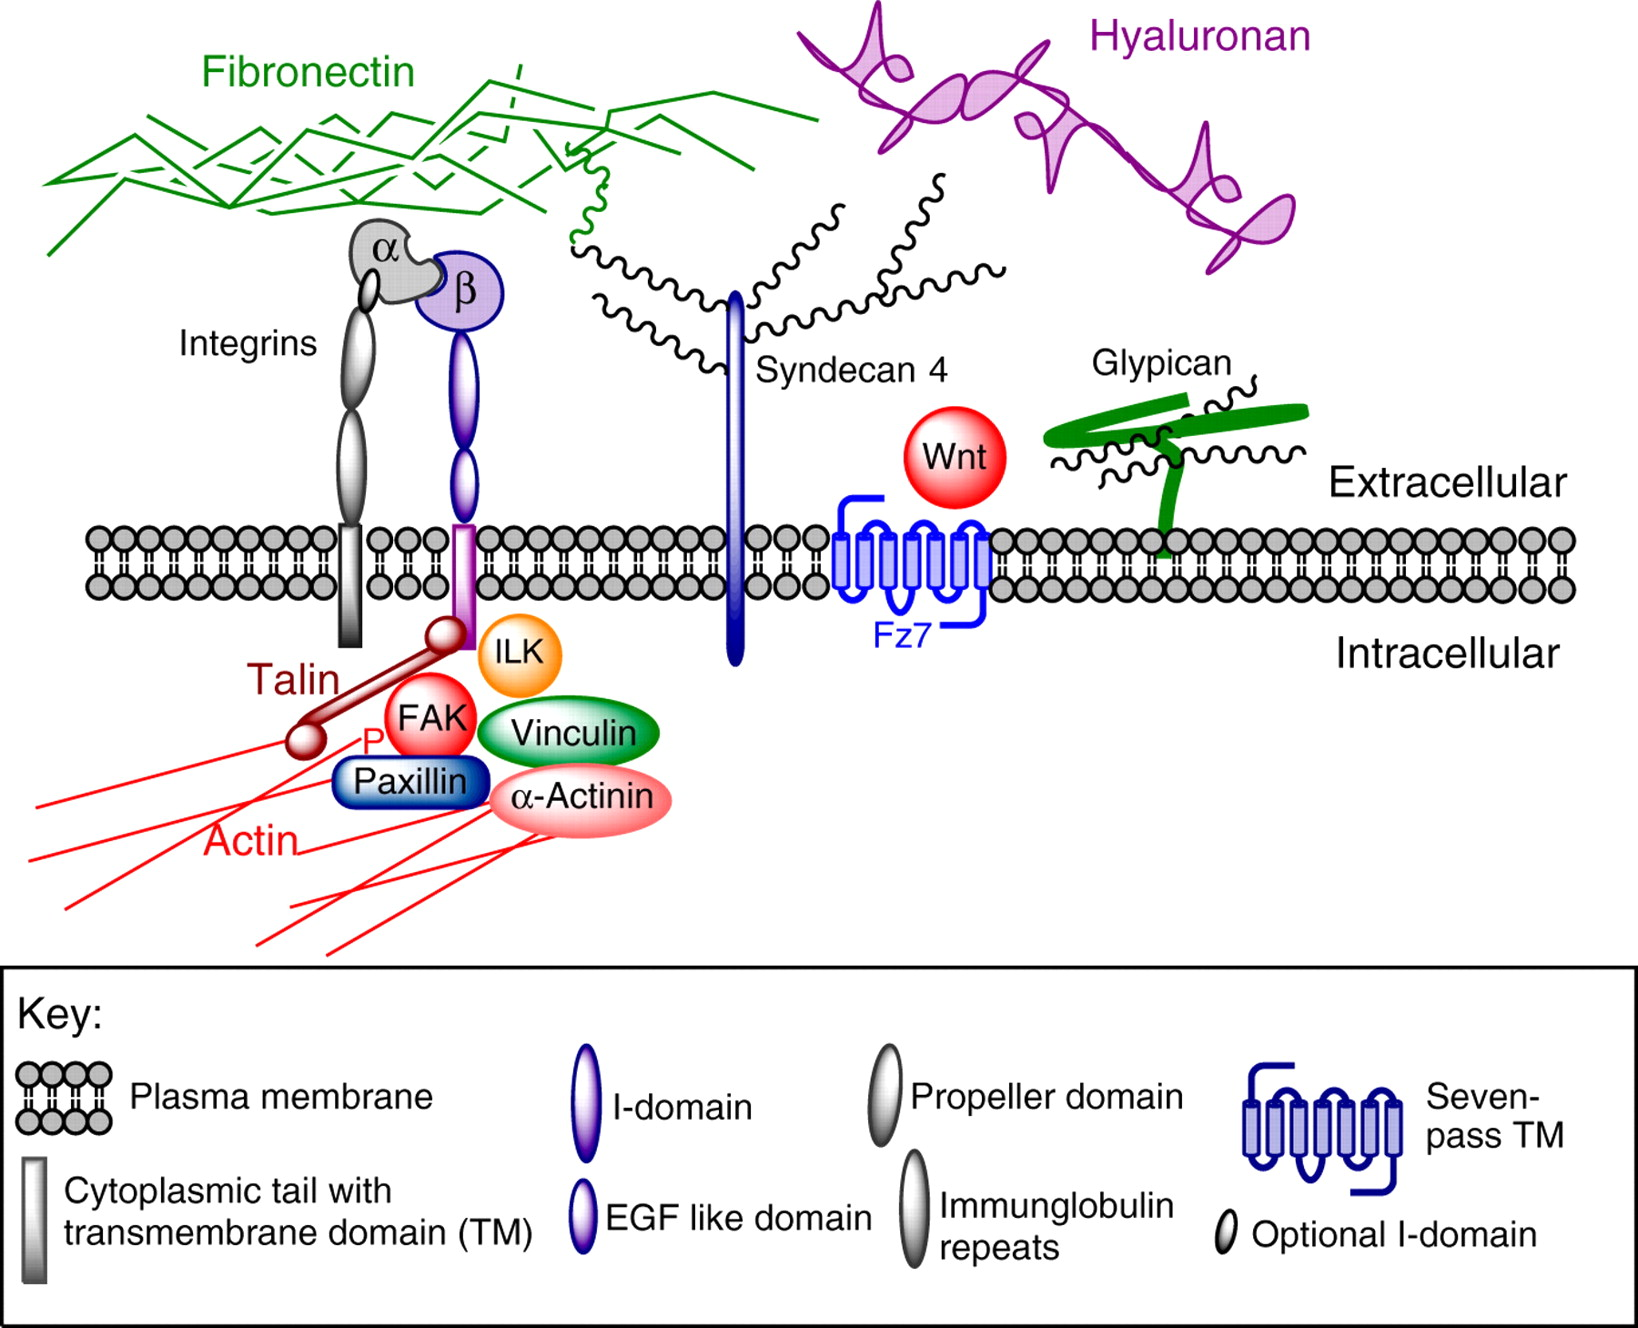 Fibronectin
Hyaluronan
α
β
Integrins
Syndecan 4
Glypican
Wnt
Extracellular
Fz7
Intracellular
Talin
ILK
FAK
P
Vinculin
Paxillin
α-Actinin
Actin
Key:
Plasma membrane
Cytoplasmic tail with
transmembrane domain (TM)
I-domain
EGF like domain
Propeller domain
Immunglobulin
repeats
Seven-
pass TM
Optional I-domain